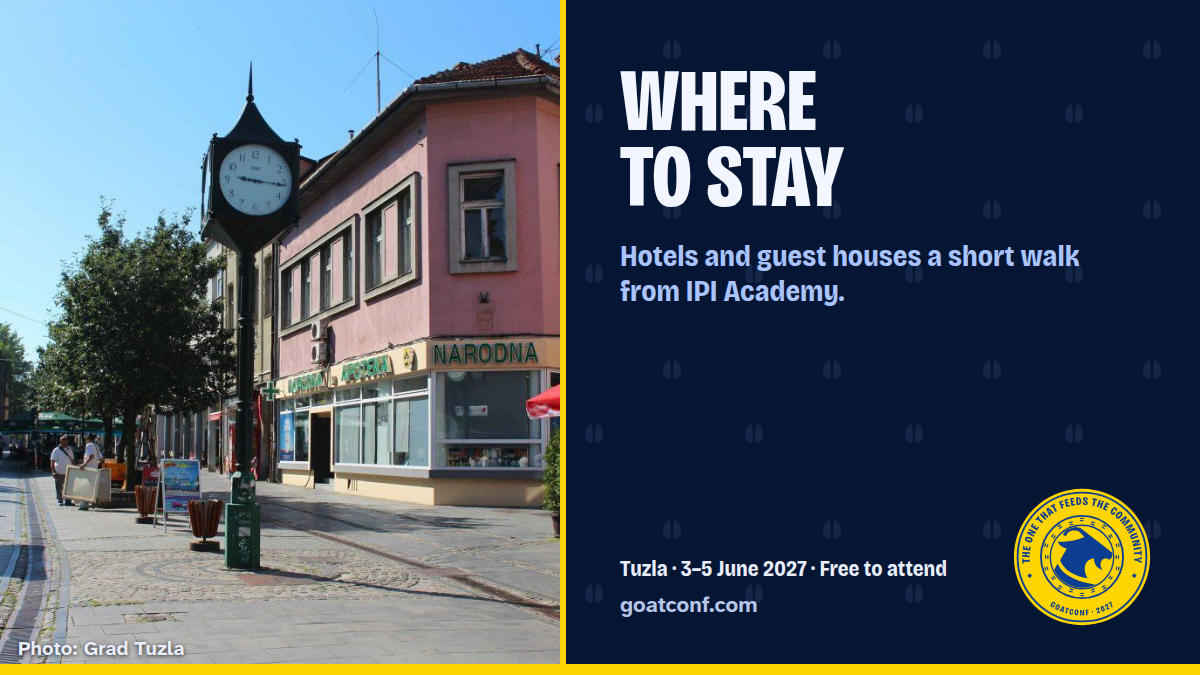 WHERE
TO STAY
Hotels and guest houses a short walk
from IPI Academy.
Tuzla · 3–5 June 2027 · Free to attend
goatconf.com
THE ONE THAT FEEDS THE COMMUNITY
GOATCONF · 2027
NARODNA
APOTEKA
NARODNA
Photo: Grad Tuzla